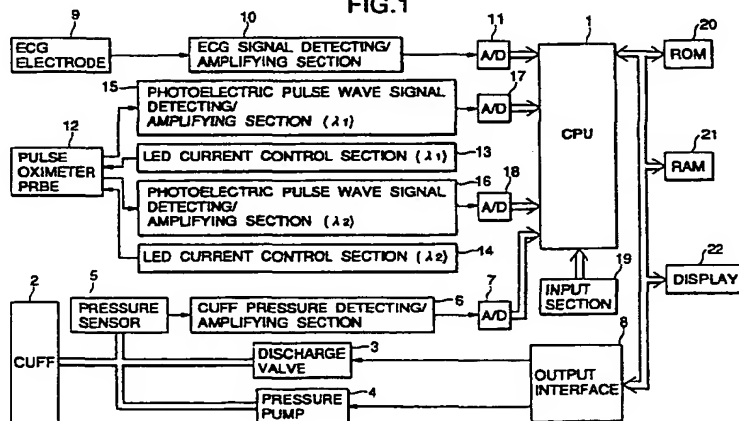 FIG.1
9
10
11
1
20
ECG
ELECTRODE
ECG SIGNAL DETECTING/
AMPLIFYING SECTION
A/D
ROM
15
17
PHOTOELECTRIC PULSE WAVE SIGNAL
DETECTING/
AMPLIFYING SECTION (λ1)
A/D
CPU
12
PULSE
OXIMETER
PRBE
LED CURRENT CONTROL SECTION (λ1)
13
21
RAM
16
18
PHOTOELECTRIC PULSE WAVE SIGNAL
DETECTING/
AMPLIFYING SECTION (λ2)
A/D
LED CURRENT CONTROL SECTION (λ2)
14
22
DISPLAY
19
INPUT
SECTION
2
5
6
7
PRESSURE
SENSOR
CUFF PRESSURE DETECTING/
AMPLIFYING SECTION
A/D
8
CUFF
DISCHARGE
VALVE
3
OUTPUT
INTERFACE
PRESSURE
PUMP
4